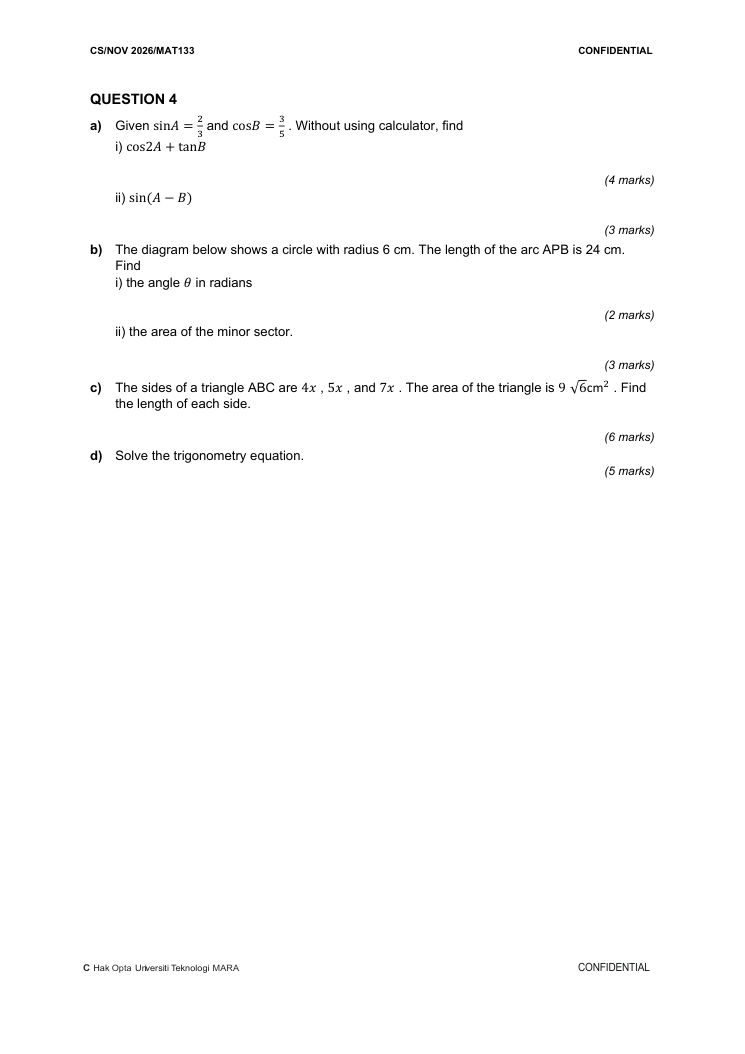 CS/NOV 2026/MAT133 CONFIDENTIAL
QUESTION 4
a) Given sinA = 2/3 and cosB = 3/5 . Without using calculator, find
i) cos2A + tanB
(4 marks)
ii) sin(A − B)
(3 marks)
b) The diagram below shows a circle with radius 6 cm. The length of the arc APB is 24 cm.
Find
i) the angle θ in radians
(2 marks)
ii) the area of the minor sector.
(3 marks)
c) The sides of a triangle ABC are 4x , 5x , and 7x . The area of the triangle is 9 √6cm² . Find
the length of each side.
(6 marks)
d) Solve the trigonometry equation.
(5 marks)
C Hak Opta Universiti Teknologi MARA CONFIDENTIAL